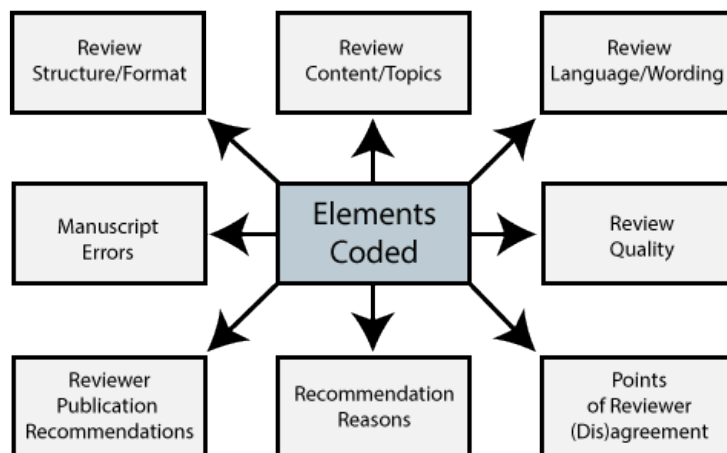 Review
Structure/Format
Review
Content/Topics
Review
Language/Wording
Manuscript
Errors
Elements
Coded
Review
Quality
Reviewer
Publication
Recommendations
Recommendation
Reasons
Points
of Reviewer
(Dis)agreement